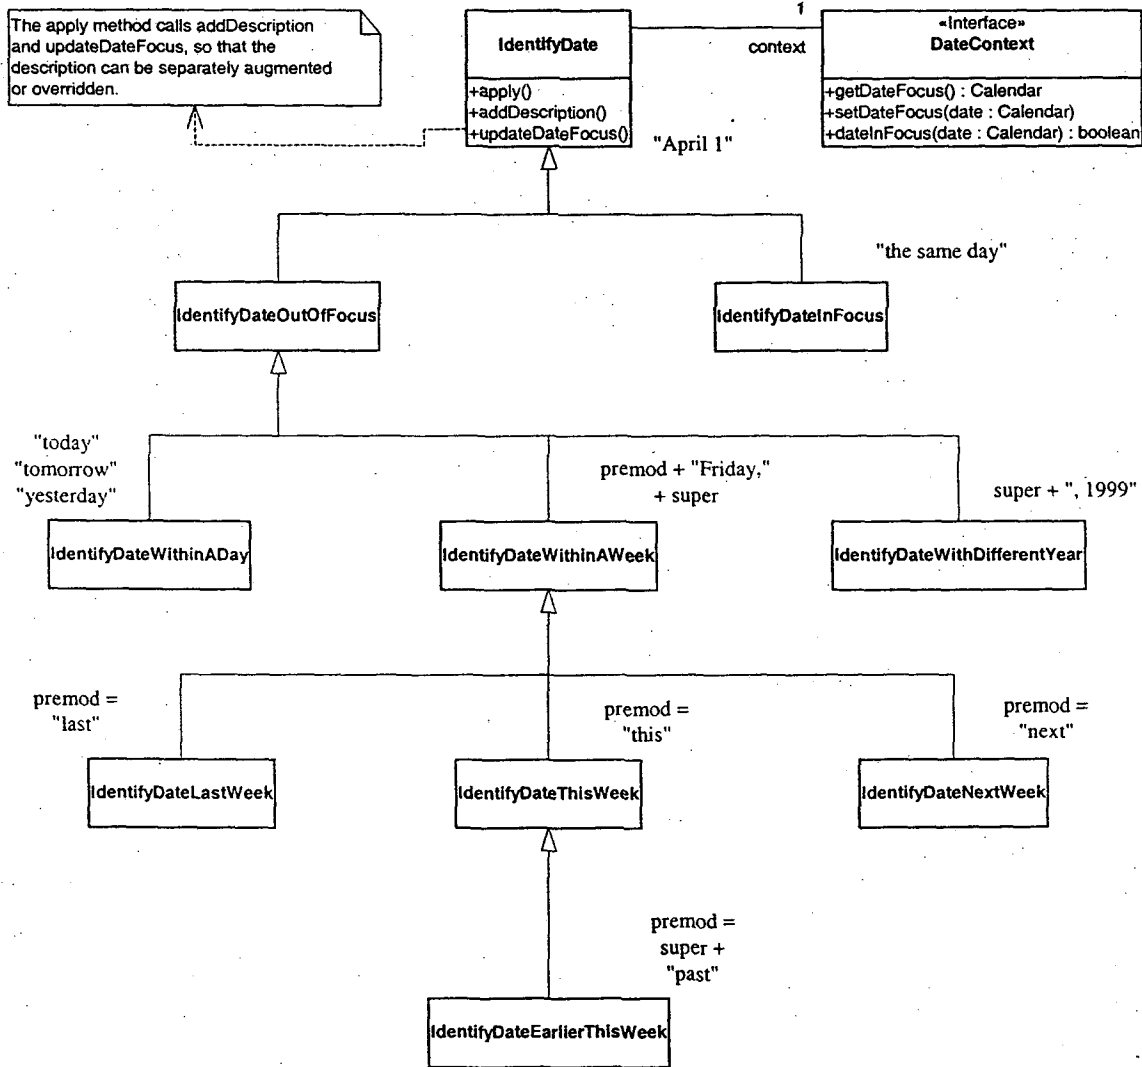 The apply method calls addDescription
and updateDateFocus, so that the
description can be separately augmented
or overridden.
IdentifyDate
+apply()
+addDescription()
+updateDateFocus()
1
context
«Interface»
DateContext
+getDateFocus() : Calendar
+setDateFocus(date : Calendar)
+dateInFocus(date : Calendar) : boolean
"April 1"
"the same day"
IdentifyDateOutOfFocus
IdentifyDateInFocus
"today"
"tomorrow"
"yesterday"
premod + "Friday,"
+ super
super + ", 1999"
IdentifyDateWithinADay
IdentifyDateWithinAWeek
IdentifyDateWithDifferentYear
premod =
"last"
premod =
"this"
premod =
"next"
IdentifyDateLastWeek
IdentifyDateThisWeek
IdentifyDateNextWeek
premod =
super +
"past"
IdentifyDateEarlierThisWeek